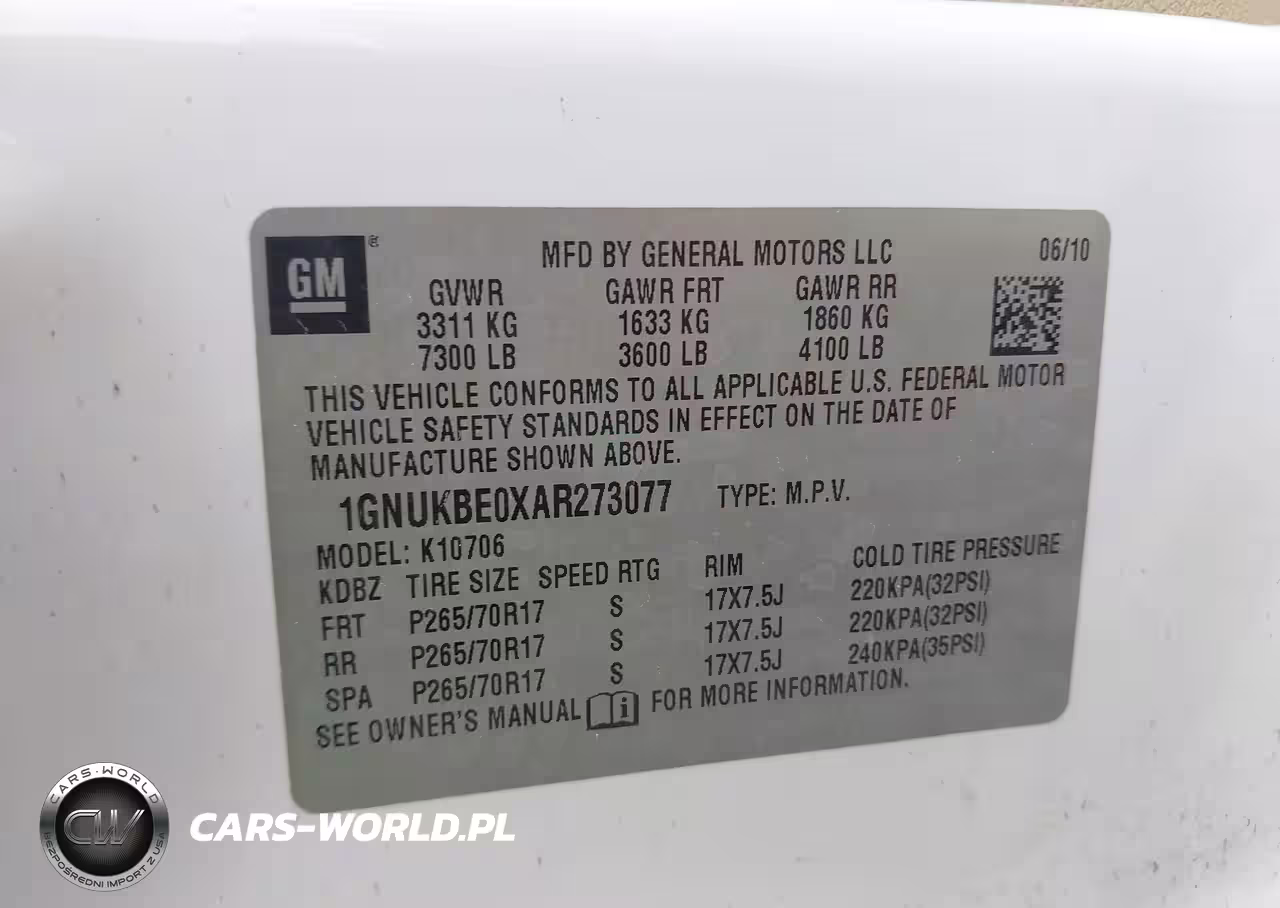 GM ®
MFD BY GENERAL MOTORS LLC 06/10
GVWR GAWR FRT GAWR RR
3311 KG 1633 KG 1860 KG
7300 LB 3600 LB 4100 LB
THIS VEHICLE CONFORMS TO ALL APPLICABLE U.S. FEDERAL MOTOR
VEHICLE SAFETY STANDARDS IN EFFECT ON THE DATE OF
MANUFACTURE SHOWN ABOVE.
1GNUKBE0XAR273077 TYPE: M.P.V.
MODEL: K10706
KDBZ TIRE SIZE SPEED RTG RIM COLD TIRE PRESSURE
FRT P265/70R17 S 17X7.5J 220KPA(32PSI)
RR P265/70R17 S 17X7.5J 220KPA(32PSI)
SPA P265/70R17 S 17X7.5J 240KPA(35PSI)
SEE OWNER'S MANUAL i FOR MORE INFORMATION.
CARS-WORLD
CW
BEZPOŚREDNI IMPORT Z USA
CARS-WORLD.PL